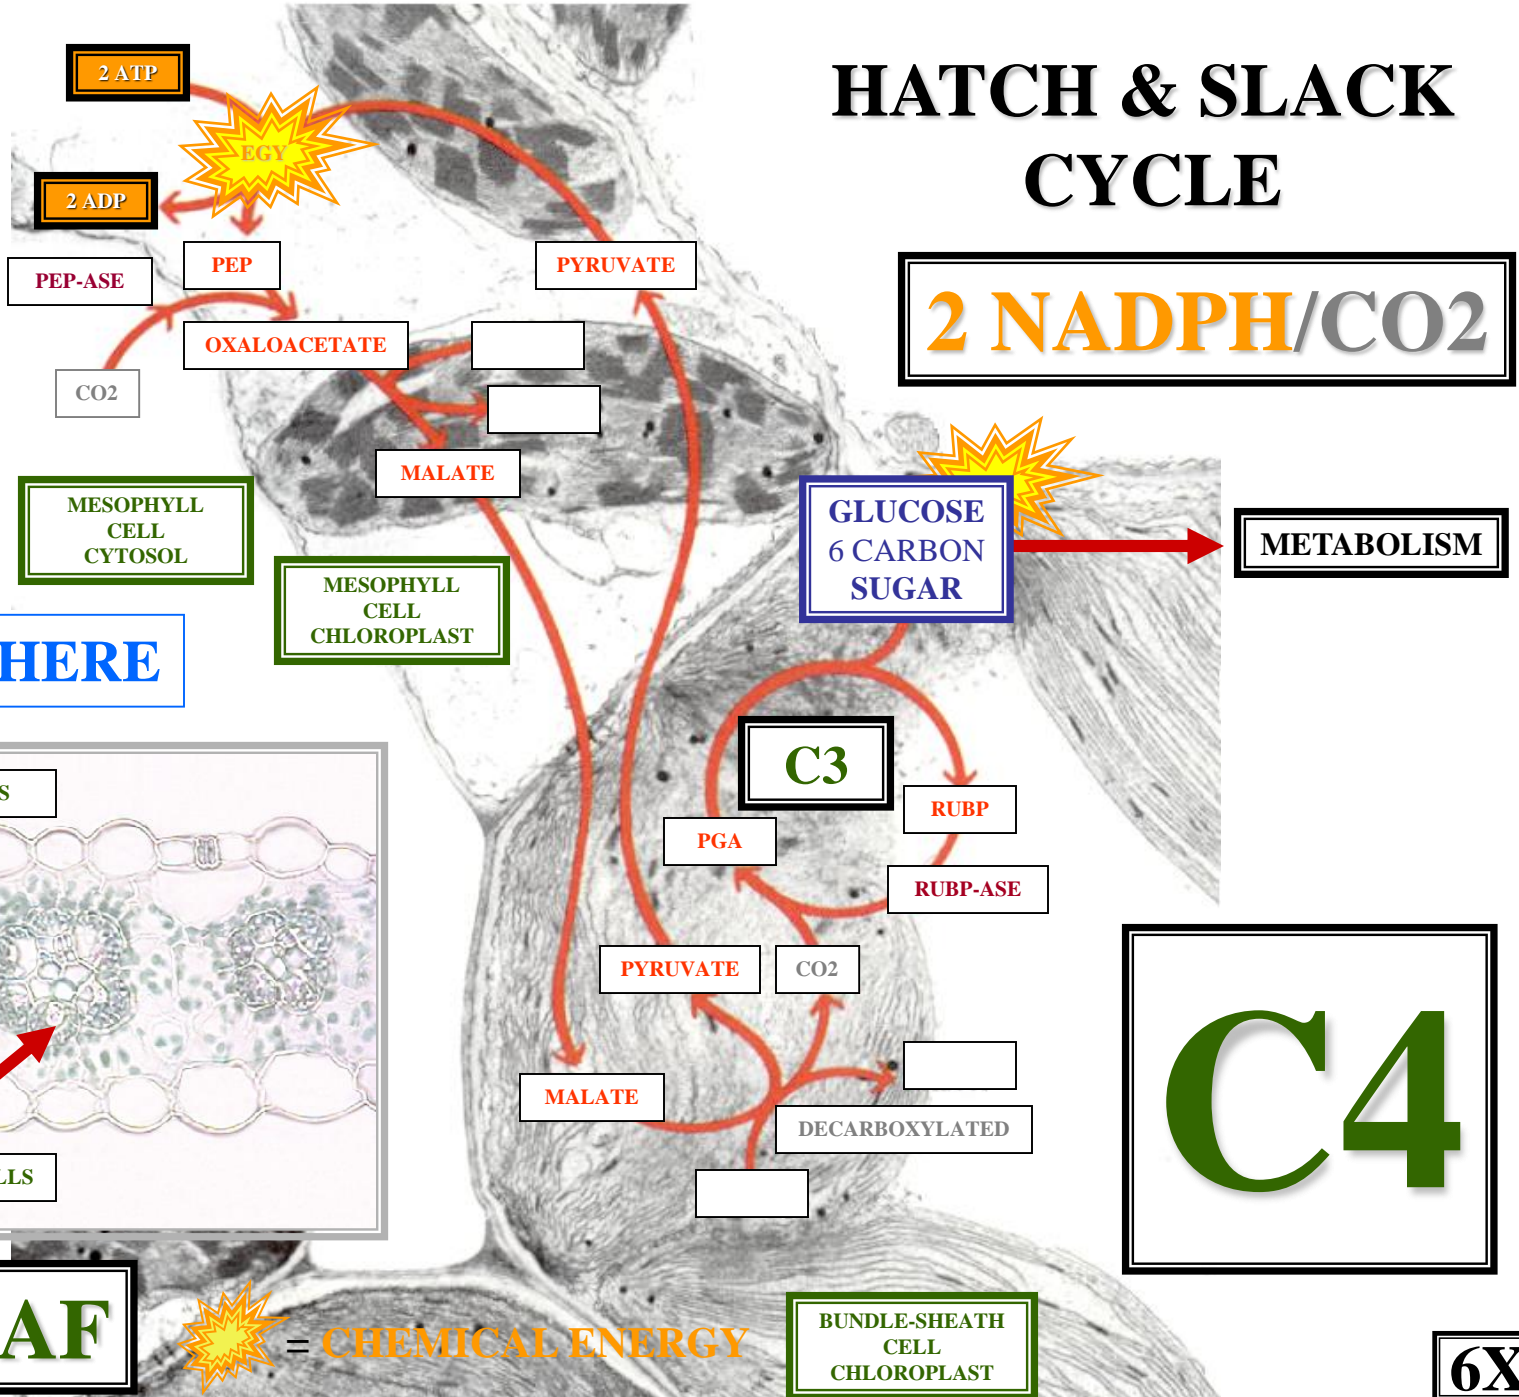 2 ATP
HATCH & SLACK
CYCLE
EGY
2 ADP
PEP-ASE
PEP
PYRUVATE
2 NADPH/CO2
OXALOACETATE
CO2
MALATE
MESOPHYLL
CELL
CYTOSOL
GLUCOSE
6 CARBON
SUGAR
METABOLISM
MESOPHYLL
CELL
CHLOROPLAST
HERE
C3
S
RUBP
PGA
RUBP-ASE
PYRUVATE
CO2
C4
MALATE
DECARBOXYLATED
LLS
AF
= CHEMICAL ENERGY
BUNDLE-SHEATH
CELL
CHLOROPLAST
6X